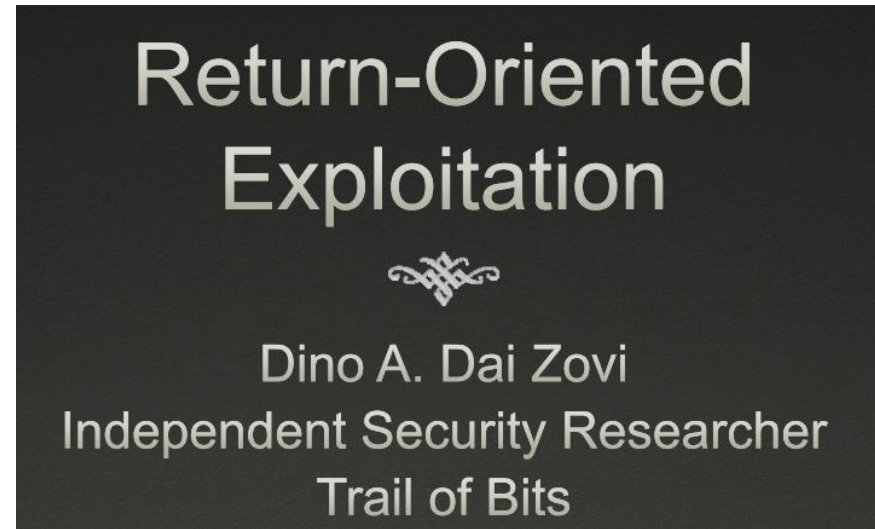 Return-Oriented
Exploitation
Dino A. Dai Zovi
Independent Security Researcher
Trail of Bits